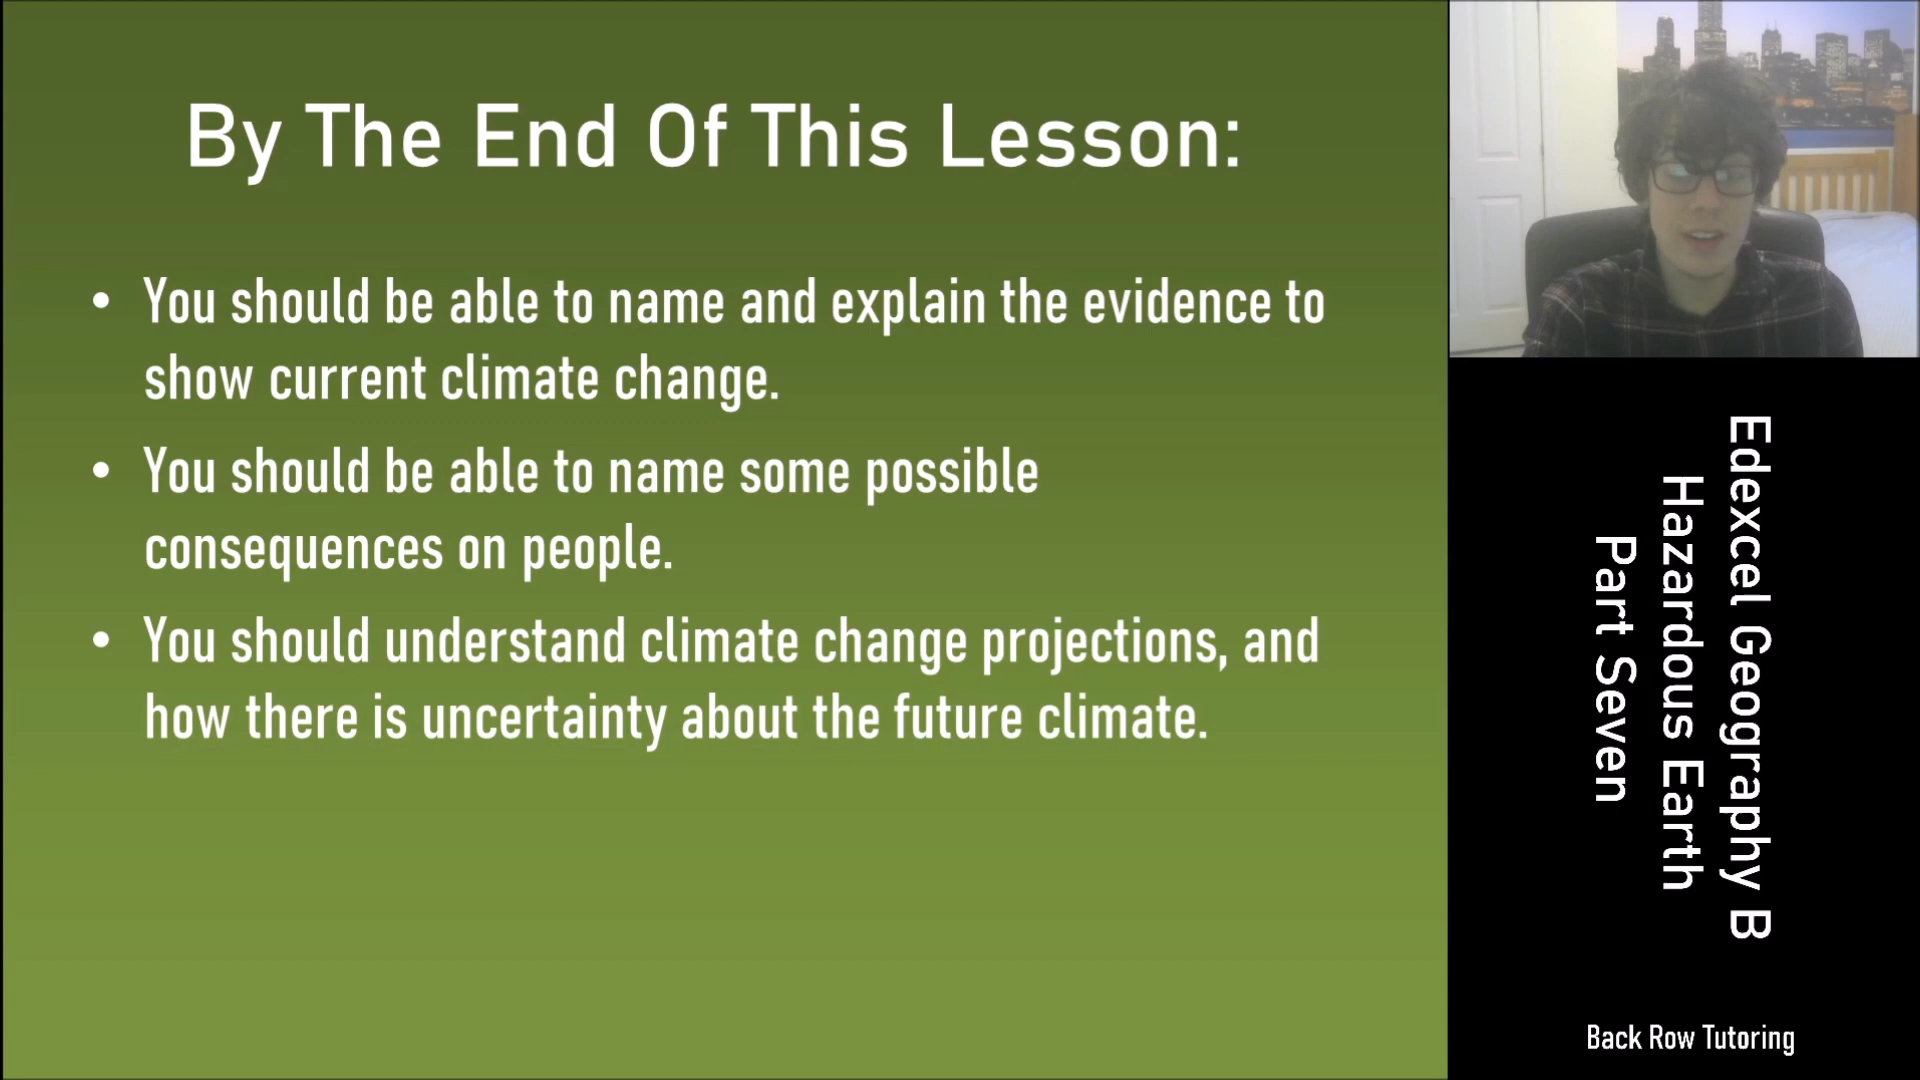 By The End Of This Lesson:
• You should be able to name and explain the evidence to
show current climate change.
• You should be able to name some possible
consequences on people.
• You should understand climate change projections, and
how there is uncertainty about the future climate.
Edexcel Geography B
Hazardous Earth
Part Seven
Back Row Tutoring